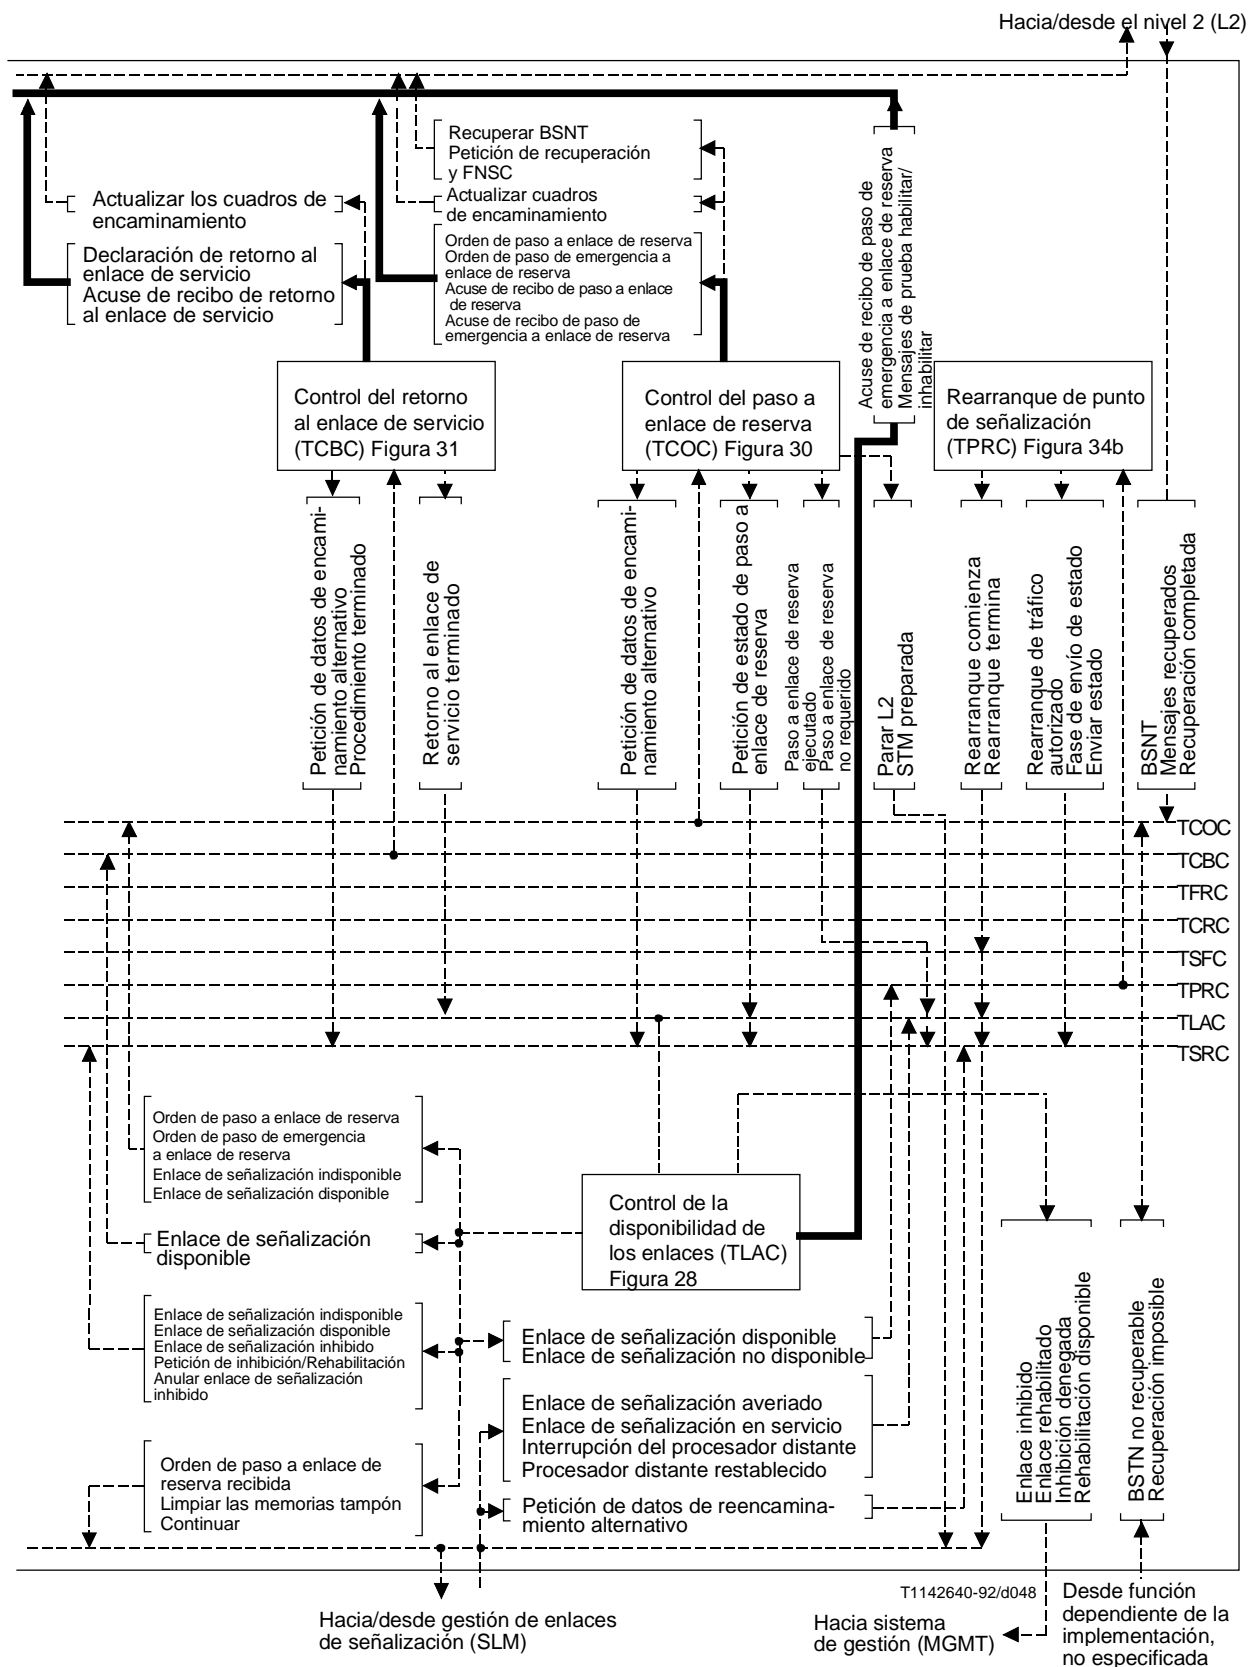 Hacia/desde el nivel 2 (L2)
Recuperar BSNT
Petición de recuperación
y FNSC
Actualizar los cuadros de
encaminamiento
Actualizar cuadros
de encaminamiento
Declaración de retorno al
enlace de servicio
Acuse de recibo de retorno
al enlace de servicio
Orden de paso a enlace de reserva
Orden de paso de emergencia a
enlace de reserva
Acuse de recibo de paso a enlace
de reserva
Acuse de recibo de paso de
emergencia a enlace de reserva
Acuse de recibo de paso de
emergencia a enlace de reserva
Mensajes de prueba habilitar/
inhabilitar
Control del retorno
al enlace de servicio
(TCBC) Figura 31
Control del paso a
enlace de reserva
(TCOC) Figura 30
Rearranque de punto
de señalización
(TPRC) Figura 34b
Petición de datos de encami-
namiento alternativo
Procedimiento terminado
Retorno al enlace de
servicio terminado
Petición de datos de encami-
namiento alternativo
Petición de estado de paso a
enlace de reserva
Paso a enlace de reserva
ejecutado
Paso a enlace de reserva
no requerido
Parar L2
STM preparada
Rearranque comienza
Rearranque termina
Rearranque de tráfico
autorizado
Fase de envío de estado
Enviar estado
BSNT
Mensajes recuperados
Recuperación completada
TCOC
TCBC
TFRC
TCRC
TSFC
TPRC
TLAC
TSRC
Orden de paso a enlace de reserva
Orden de paso de emergencia
a enlace de reserva
Enlace de señalización indisponible
Enlace de señalización disponible
Enlace de señalización
disponible
Control de la
disponibilidad de
los enlaces (TLAC)
Figura 28
Enlace de señalización indisponible
Enlace de señalización disponible
Enlace de señalización inhibido
Petición de inhibición/Rehabilitación
Anular enlace de señalización
inhibido
Enlace de señalización disponible
Enlace de señalización no disponible
Enlace de señalización averiado
Enlace de señalización en servicio
Interrupción del procesador distante
Procesador distante restablecido
Orden de paso a enlace de
reserva recibida
Limpiar las memorias tampón
Continuar
Petición de datos de reencamina-
miento alternativo
Enlace inhibido
Enlace rehabilitado
Inhibición denegada
Rehabilitación disponible
BSTN no recuperable
Recuperación imposible
T1142640-92/d048
Hacia/desde gestión de enlaces
de señalización (SLM)
Hacia sistema
de gestión (MGMT)
Desde función
dependiente de la
implementación,
no especificada